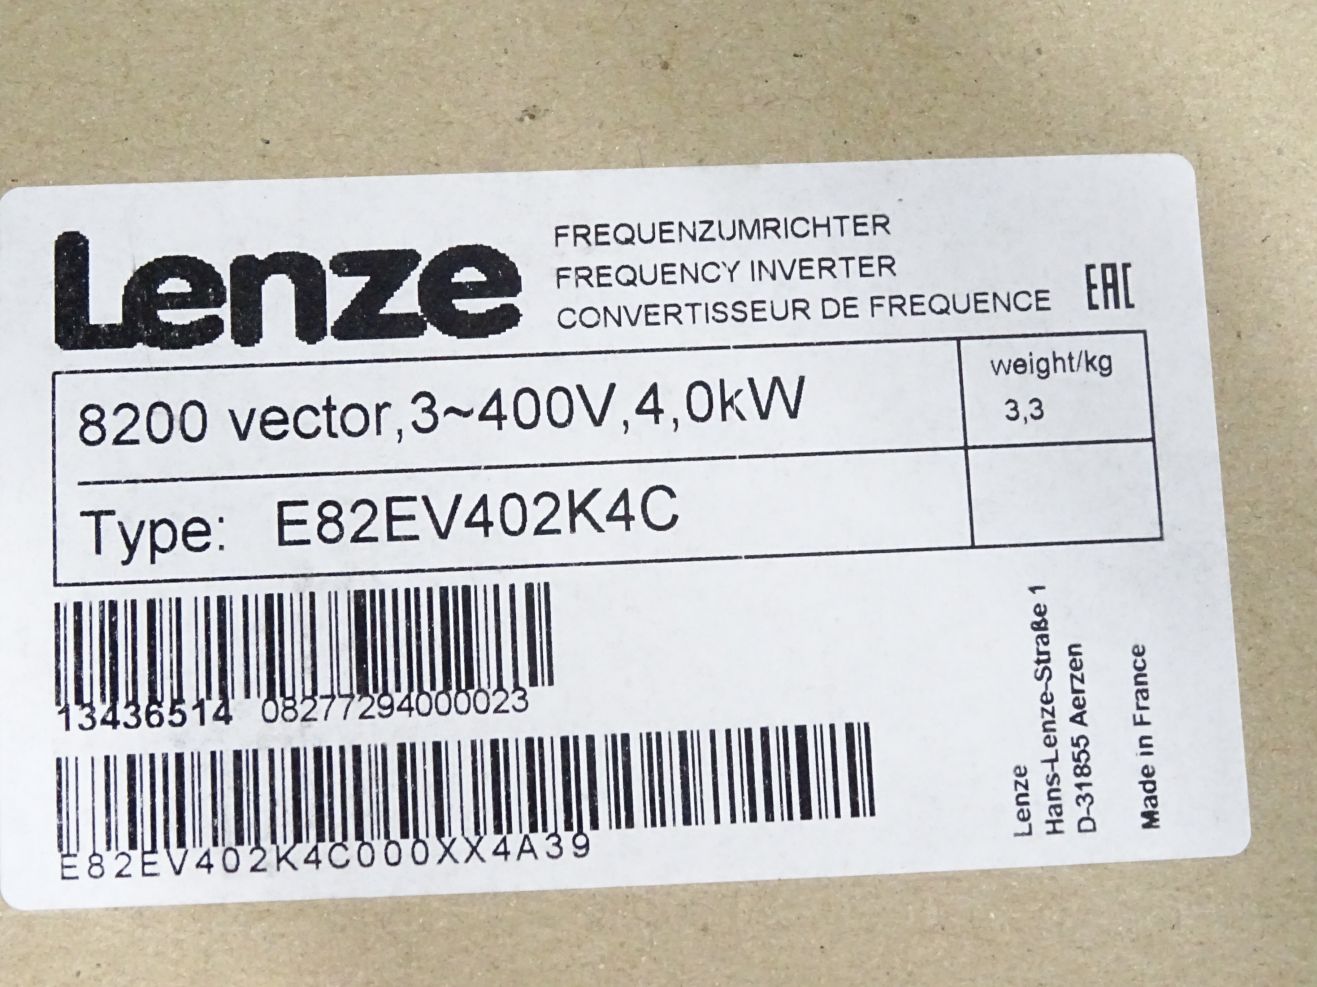 Lenze
FREQUENZUMRICHTER
FREQUENCY INVERTER
CONVERTISSEUR DE FREQUENCE
EAC
8200 vector,3~400V,4,0kW
weight/kg
3,3
Type: E82EV402K4C
13436514 08277294000023
E82EV402K4C000XX4A39
Lenze
Hans-Lenze-Straße 1
D-31855 Aerzen
Made in France